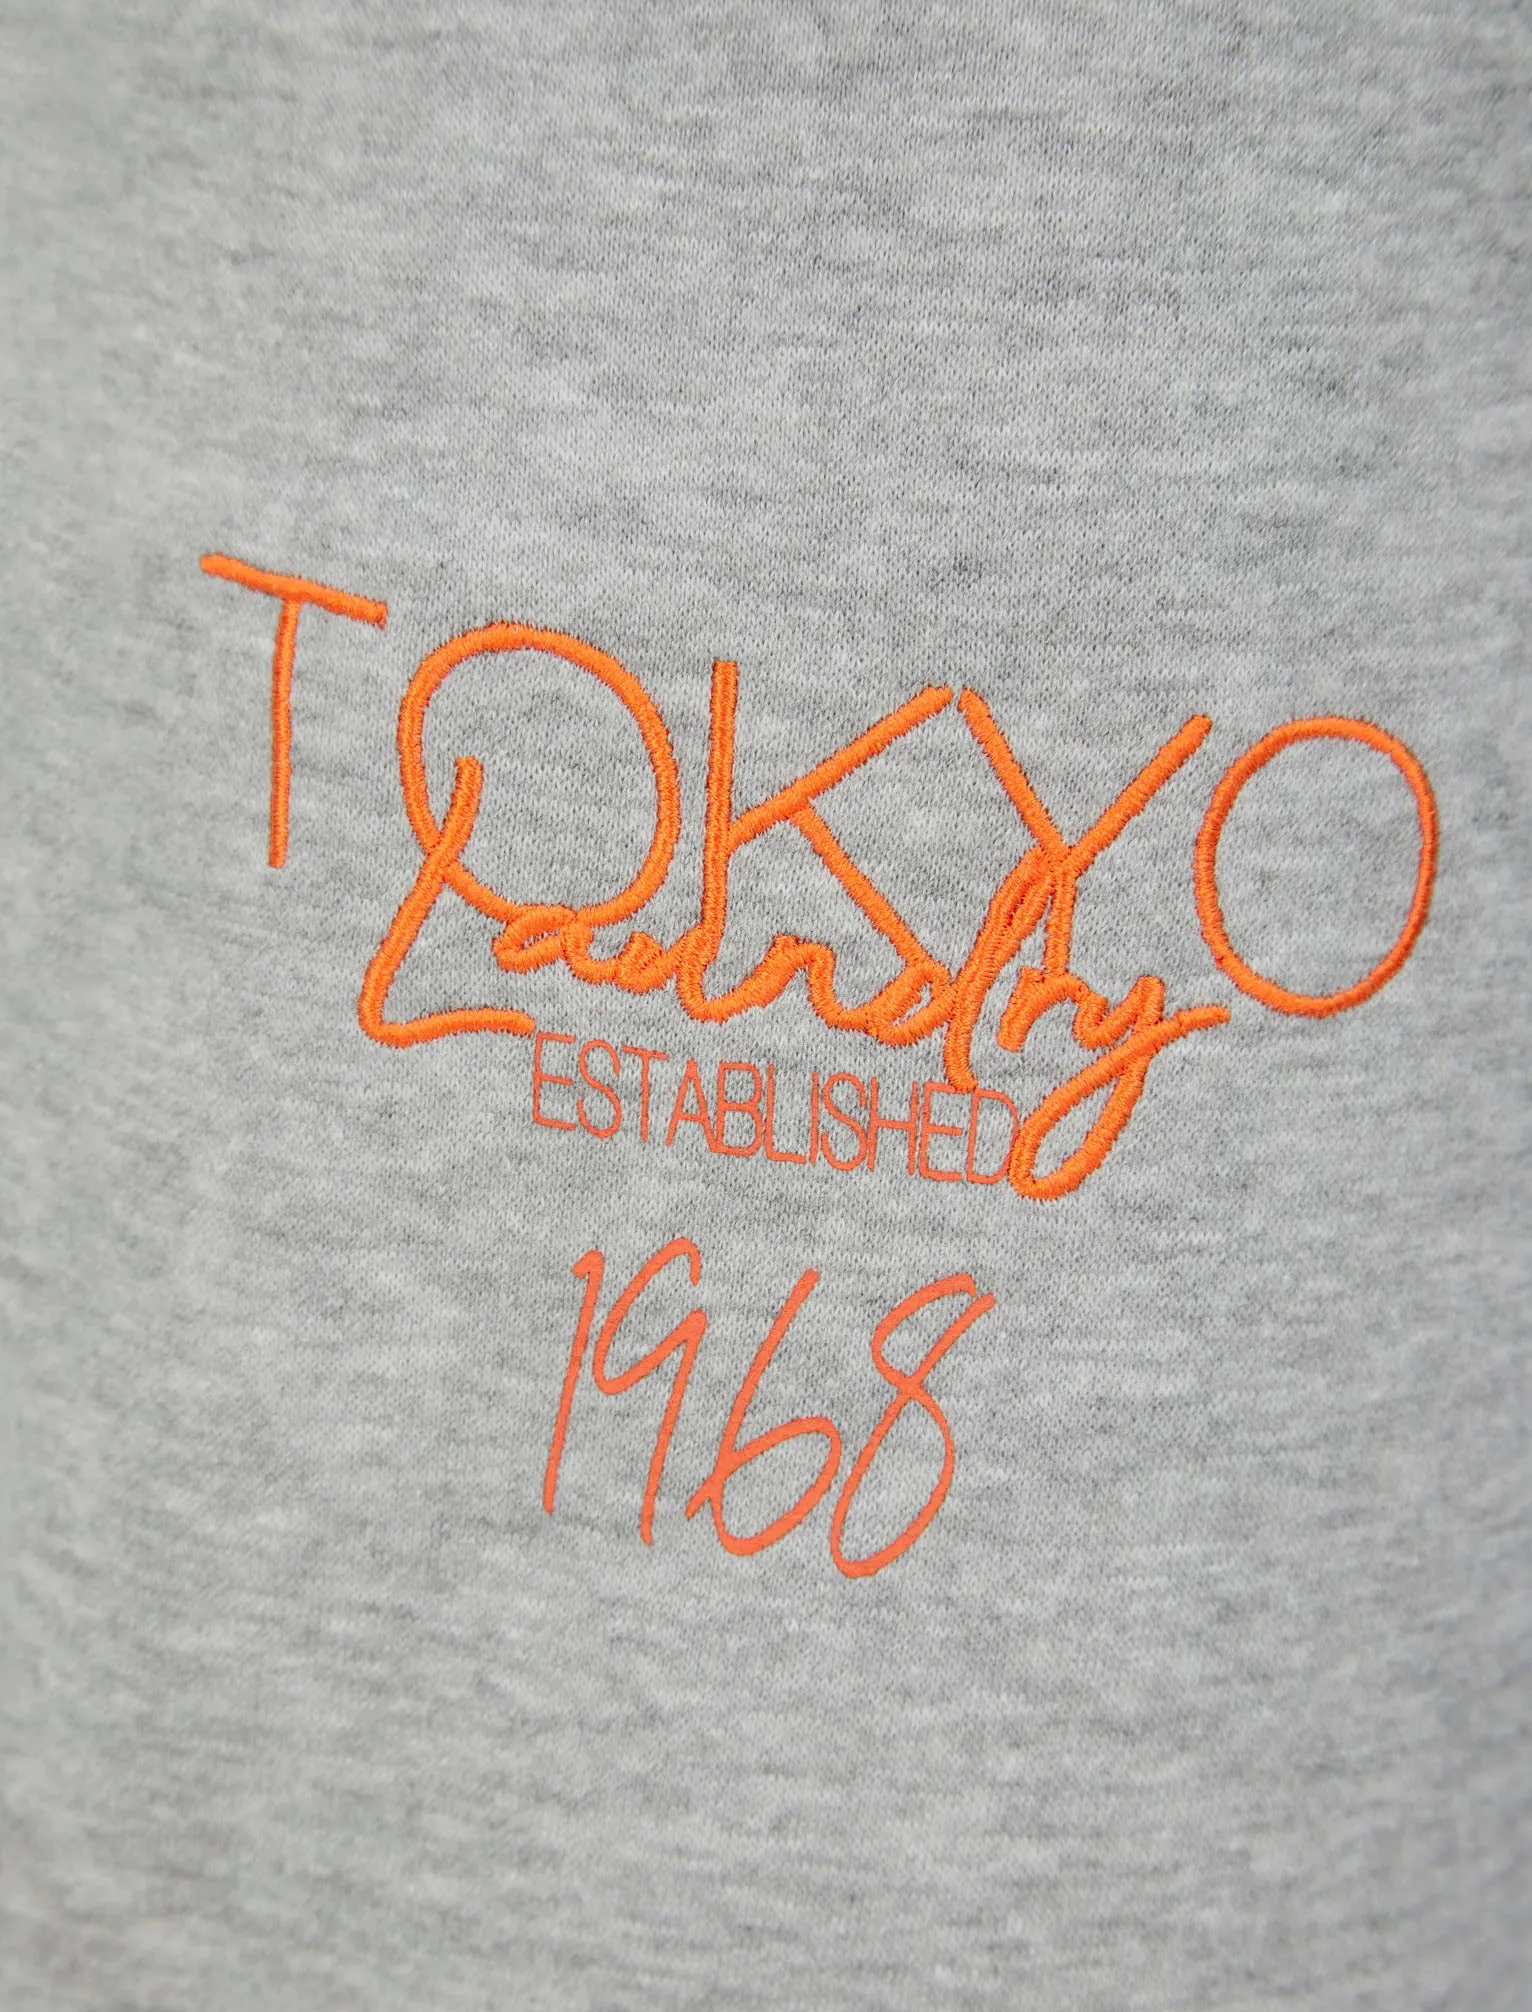 TOKYO
Laundry
ESTABLISHED
1968